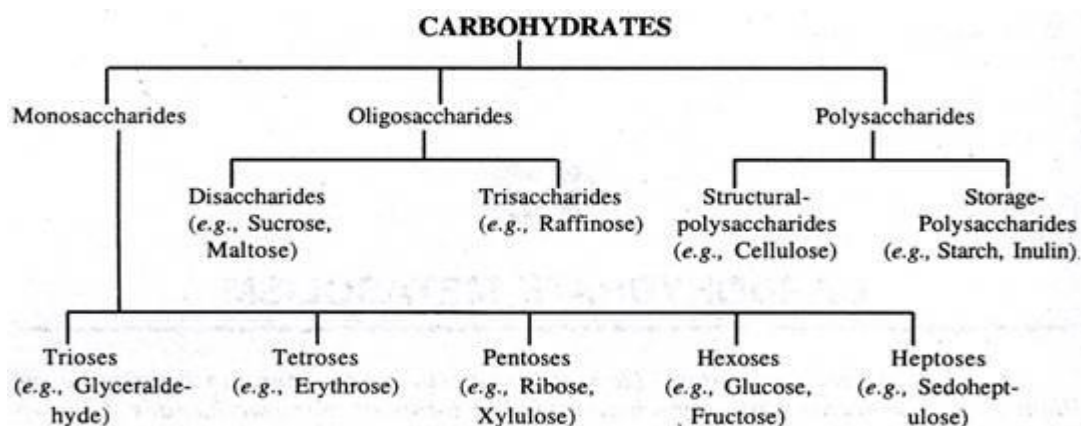 CARBOHYDRATES
Monosaccharides
Oligosaccharides
Polysaccharides
Disaccharides
(e.g., Sucrose,
Maltose)
Trisaccharides
(e.g., Raffinose)
Structural-
polysaccharides
(e.g., Cellulose)
Storage-
Polysaccharides
(e.g., Starch, Inulin).
Trioses
(e.g., Glyceralde-
hyde)
Tetroses
(e.g., Erythrose)
Pentoses
(e.g., Ribose,
Xylulose)
Hexoses
(e.g., Glucose,
Fructose)
Heptoses
(e.g., Sedohept-
ulose)